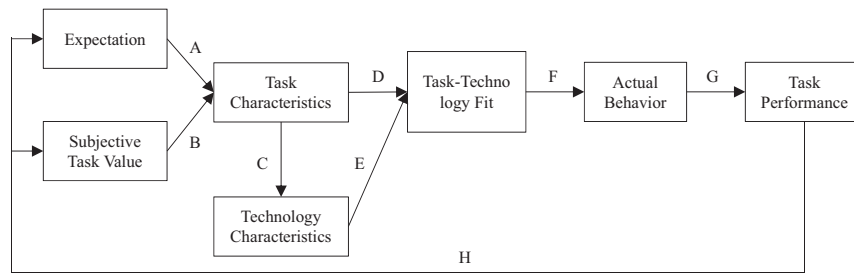 Expectation
A
Subjective
Task Value
B
Task
Characteristics
C
Technology
Characteristics
D
E
Task-Techno
logy Fit
F
Actual
Behavior
G
Task
Performance
H